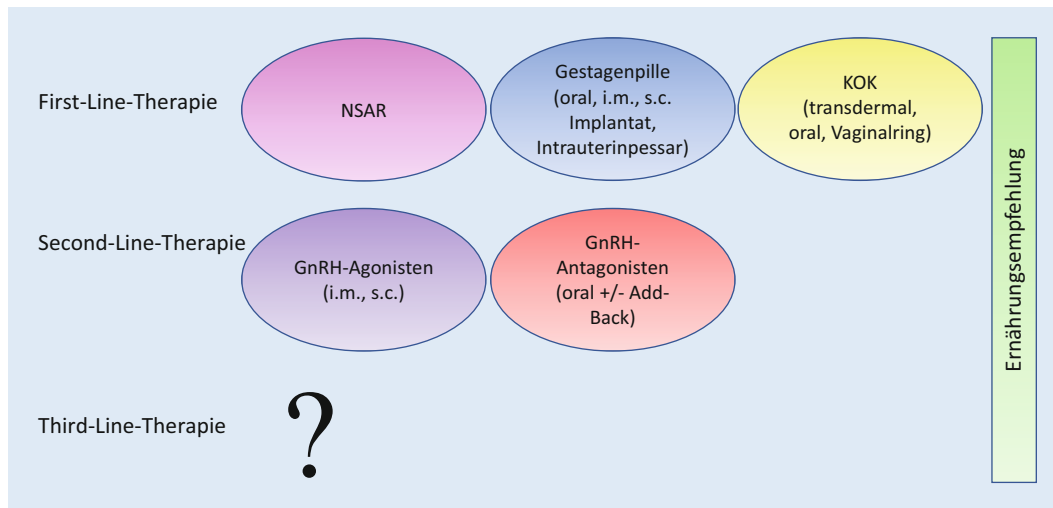 First-Line-Therapie
NSAR
Gestagenpille
(oral, i.m., s.c.
Implantat,
Intrauterinpessar)
KOK
(transdermal,
oral, Vaginalring)
Second-Line-Therapie
GnRH-Agonisten
(i.m., s.c.)
GnRH-
Antagonisten
(oral +/- Add-
Back)
Third-Line-Therapie
?
Ernährungsempfehlung